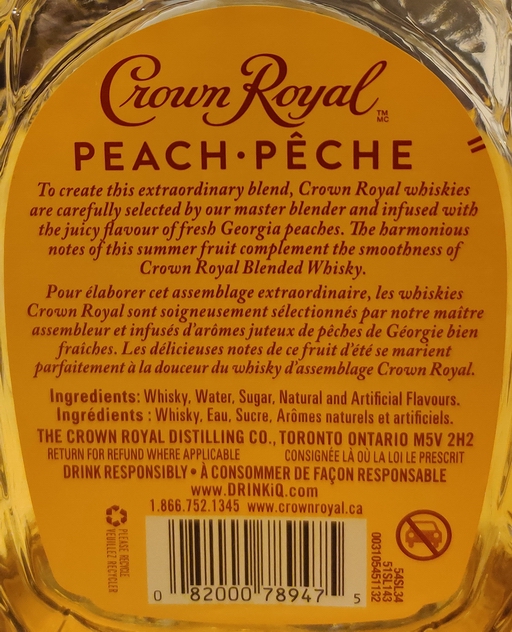 Crown Royal
TM
MC
PEACH·PÊCHE
To create this extraordinary blend, Crown Royal whiskies
are carefully selected by our master blender and infused with
the juicy flavour of fresh Georgia peaches. The harmonious
notes of this summer fruit complement the smoothness of
Crown Royal Blended Whisky.
Pour élaborer cet assemblage extraordinaire, les whiskies
Crown Royal sont soigneusement sélectionnés par notre maître
assembleur et infusés d'arômes juteux de pêches de Géorgie bien
fraîches. Les délicieuses notes de ce fruit d'été se marient
parfaitement à la douceur du whisky d'assemblage Crown Royal.
Ingredients: Whisky, Water, Sugar, Natural and Artificial Flavours.
Ingrédients : Whisky, Eau, Sucre, Arômes naturels et artificiels.
THE CROWN ROYAL DISTILLING CO., TORONTO ONTARIO M5V 2H2
RETURN FOR REFUND WHERE APPLICABLE CONSIGNÉE LÀ OÙ LA LOI LE PRESCRIT
DRINK RESPONSIBLY • À CONSOMMER DE FAÇON RESPONSABLE
www.DRINKiQ.com
1.866.752.1345 www.crownroyal.ca
PLEASE RECYCLE
VEUILLEZ RECYCLER
0 82000 78947 5
54SL34
51SL143
003105451132